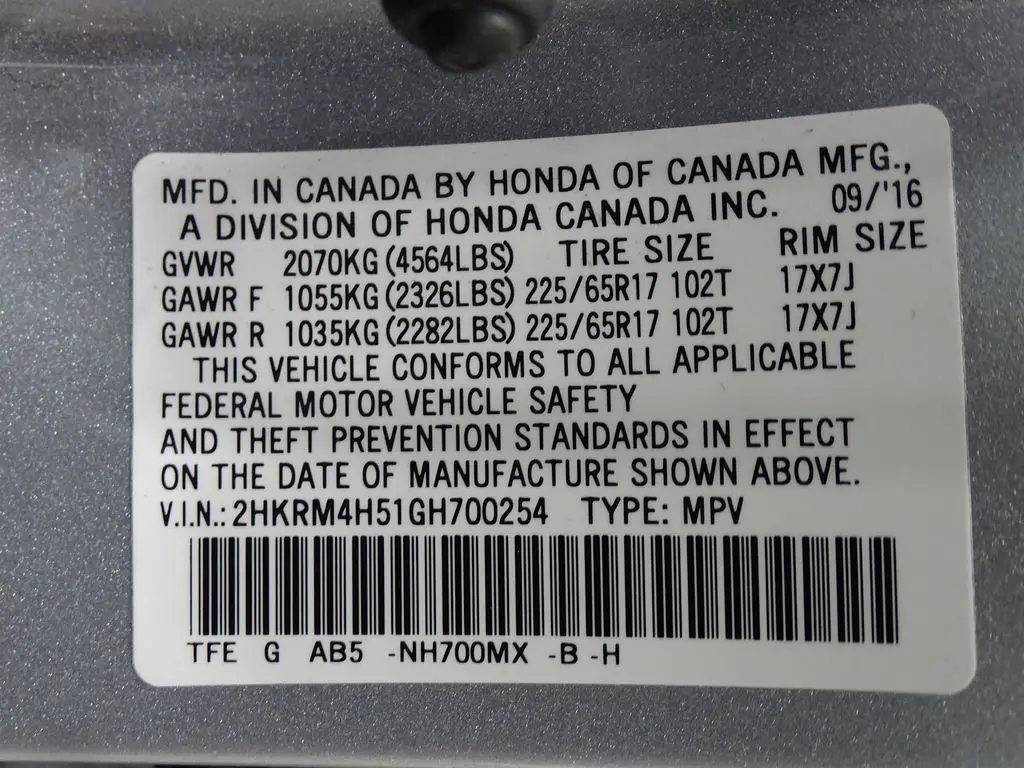 MFD. IN CANADA BY HONDA OF CANADA MFG.,
A DIVISION OF HONDA CANADA INC. 09/'16
GVWR 2070KG (4564LBS) TIRE SIZE RIM SIZE
GAWR F 1055KG (2326LBS) 225/65R17 102T 17X7J
GAWR R 1035KG (2282LBS) 225/65R17 102T 17X7J
THIS VEHICLE CONFORMS TO ALL APPLICABLE
FEDERAL MOTOR VEHICLE SAFETY
AND THEFT PREVENTION STANDARDS IN EFFECT
ON THE DATE OF MANUFACTURE SHOWN ABOVE.
V.I.N.: 2HKRM4H51GH700254 TYPE: MPV
TFE G AB5 -NH700MX -B -H